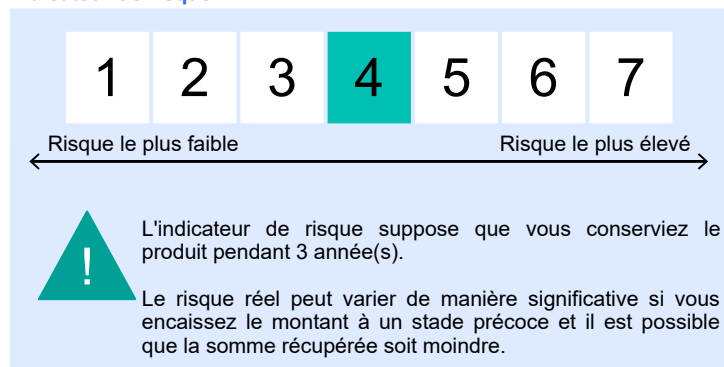 1 2 3 4 5 6 7
Risque le plus faible Risque le plus élevé
!
L'indicateur de risque suppose que vous conserviez le
produit pendant 3 année(s).
Le risque réel peut varier de manière significative si vous
encaissez le montant à un stade précoce et il est possible
que la somme récupérée soit moindre.